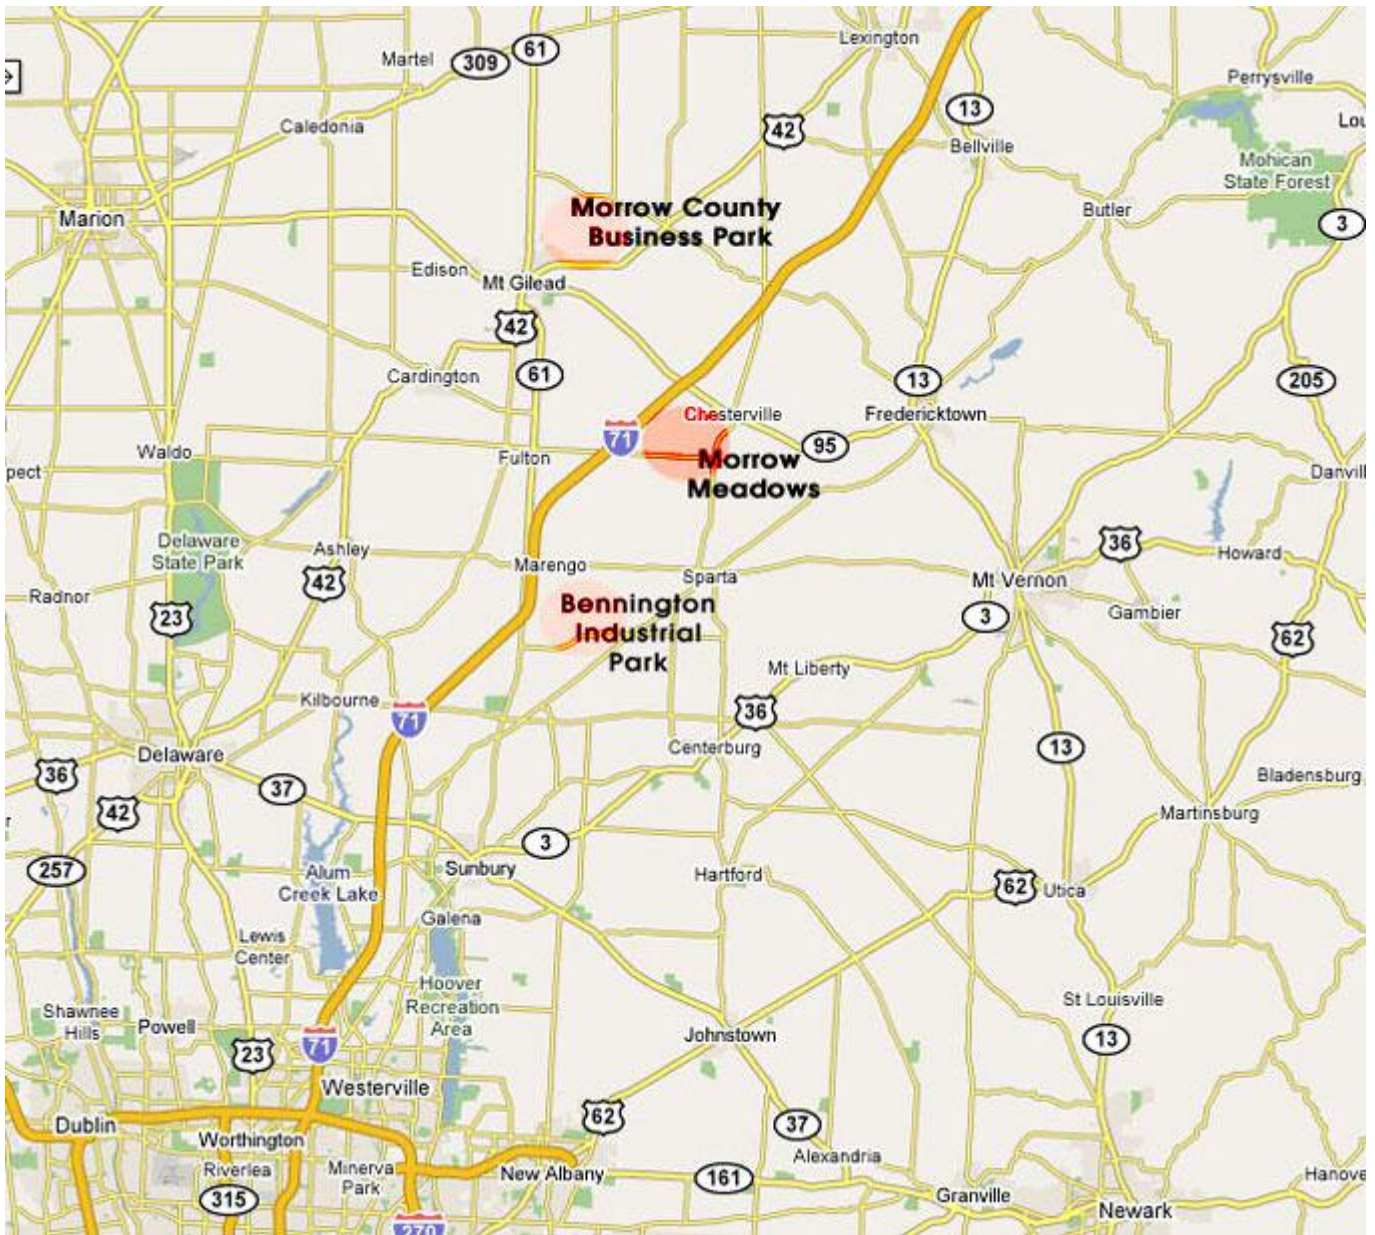 Lexington
61
Martel
309
Perrysville
13
Lou
Caledonia
42
Bellville
Mohican
State Forest
Morrow County
Business Park
Marion
Butler
3
Edison
Mt Gilead
42
Cardington
61
13
205
Chesterville
Fredericktown
71
95
Waldo
Fulton
Morrow
Meadows
pect
Danvill
Delaware
State Park
Ashley
36
Howard
Marengo
Sparta
Mt Vernon
42
Radnor
23
Bennington
Industrial
Park
3
Gambier
62
Mt Liberty
Kilbourne
71
36
Centerburg
13
Delaware
36
37
Bladensburg
42
Martinsburg
r
257
3
Alum
Creek Lake
Sunbury
Hartford
62
Utica
Galena
Lewis
Center
Hoover
Recreation
Area
St Louisville
Shawnee
Hills
Powell
23
71
Johnstown
13
Westerville
62
Dublin
37
Worthington
Alexandria
Riverlea
Minerva
Park
New Albany
161
Hanove
315
Granville
Newark
270